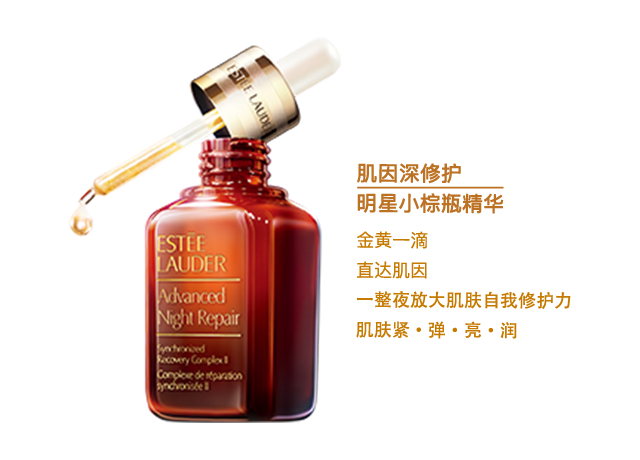 ESTĒE LAUDER
ESTĒE
LAUDER
Advanced
Night Repair
Synchronized
Recovery Complex II
Complexe de réparation
synchronisée II
肌因深修护
明星小棕瓶精华
金黄一滴
直达肌因
一整夜放大肌肤自我修护力
肌肤紧·弹·亮·润